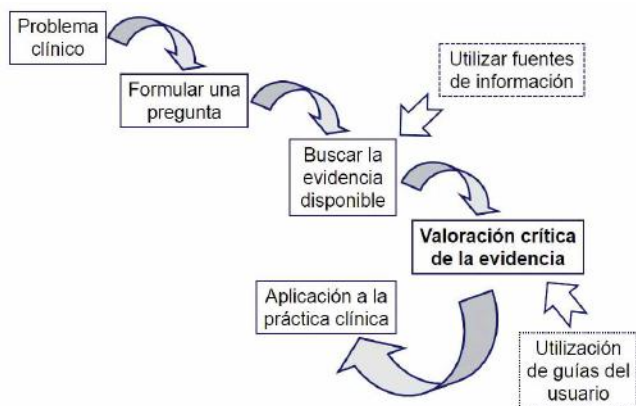 Problema
clínico
Formular una
pregunta
Utilizar fuentes
de información
Buscar la
evidencia
disponible
Valoración crítica
de la evidencia
Aplicación a la
práctica clínica
Utilización
de guías del
usuario